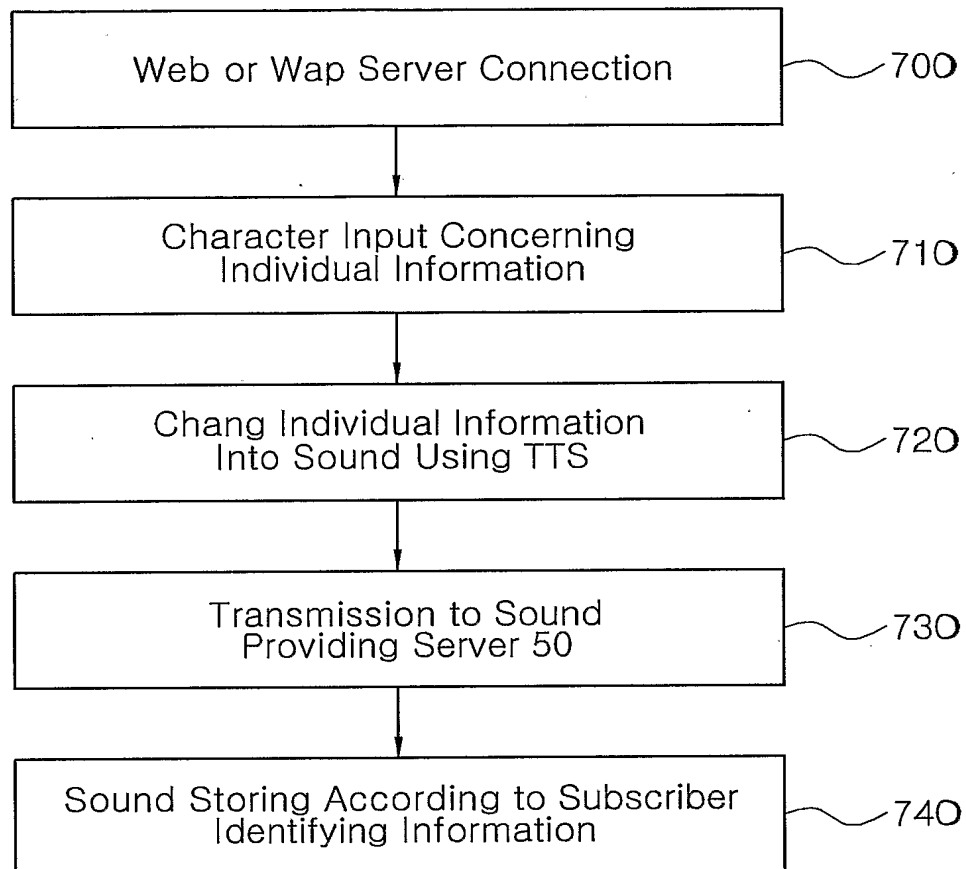 Web or Wap Server Connection
700
Character Input Concerning
Individual Information
710
Chang Individual Information
Into Sound Using TTS
720
Transmission to Sound
Providing Server 50
730
Sound Storing According to Subscriber
Identifying Information
740